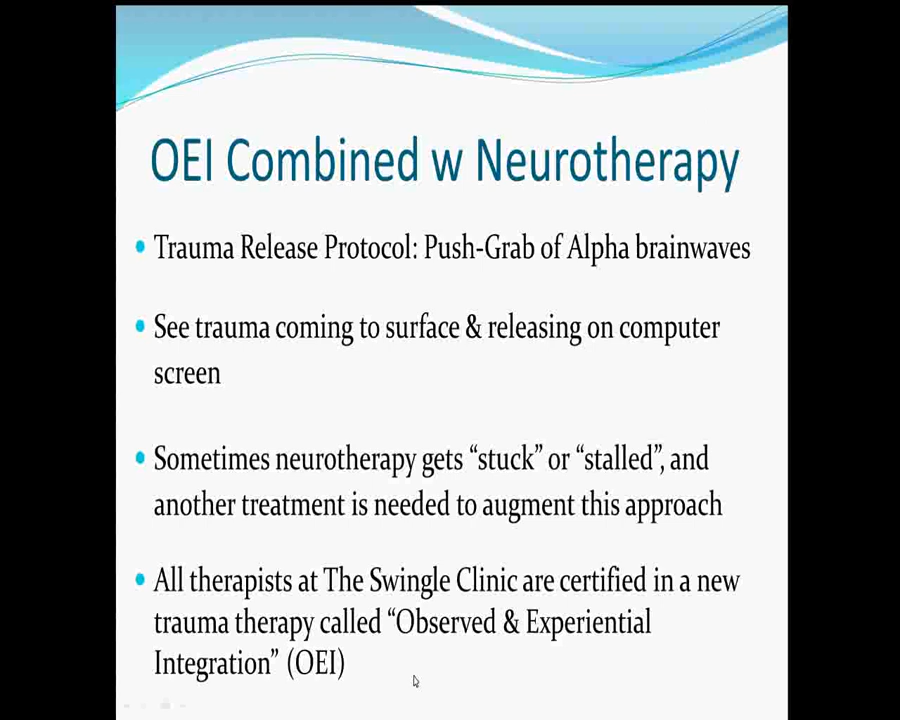 OEI Combined w Neurotherapy
• Trauma Release Protocol: Push-Grab of Alpha brainwaves
• See trauma coming to surface & releasing on computer
screen
• Sometimes neurotherapy gets “stuck” or “stalled”, and
another treatment is needed to augment this approach
• All therapists at The Swingle Clinic are certified in a new
trauma therapy called “Observed & Experiential
Integration” (OEI)